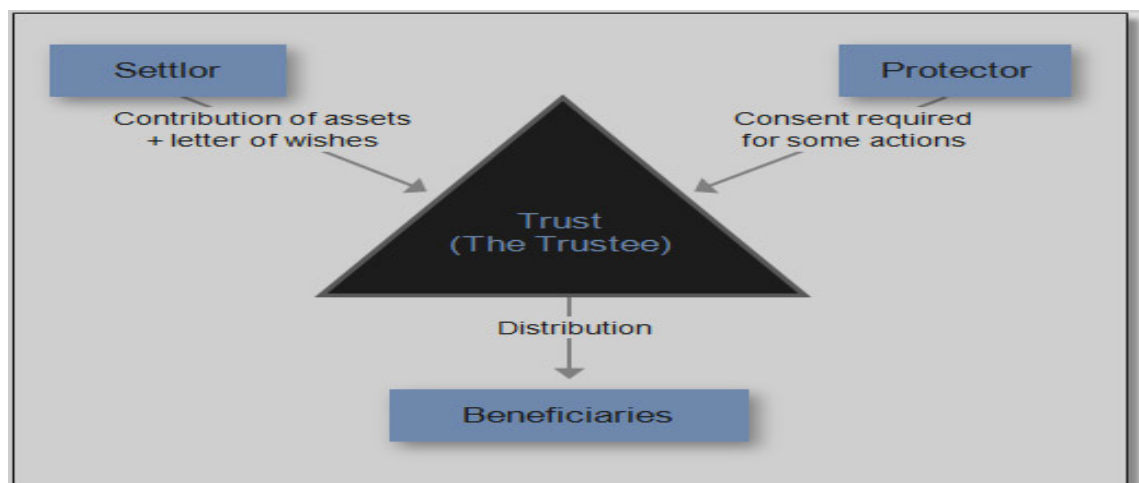 Settlor
Protector
Contribution of assets
+ letter of wishes
Consent required
for some actions
Trust
(The Trustee)
Distribution
Beneficiaries